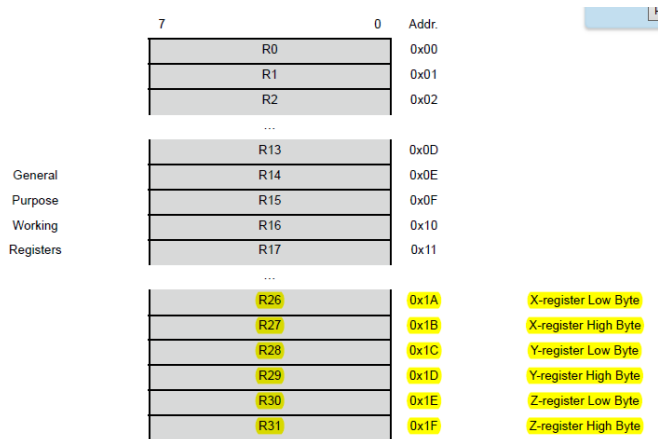 7 0 Addr.
R0 0x00
R1 0x01
R2 0x02
...
R13 0x0D
General R14 0x0E
Purpose R15 0x0F
Working R16 0x10
Registers R17 0x11
...
R26 0x1A X-register Low Byte
R27 0x1B X-register High Byte
R28 0x1C Y-register Low Byte
R29 0x1D Y-register High Byte
R30 0x1E Z-register Low Byte
R31 0x1F Z-register High Byte